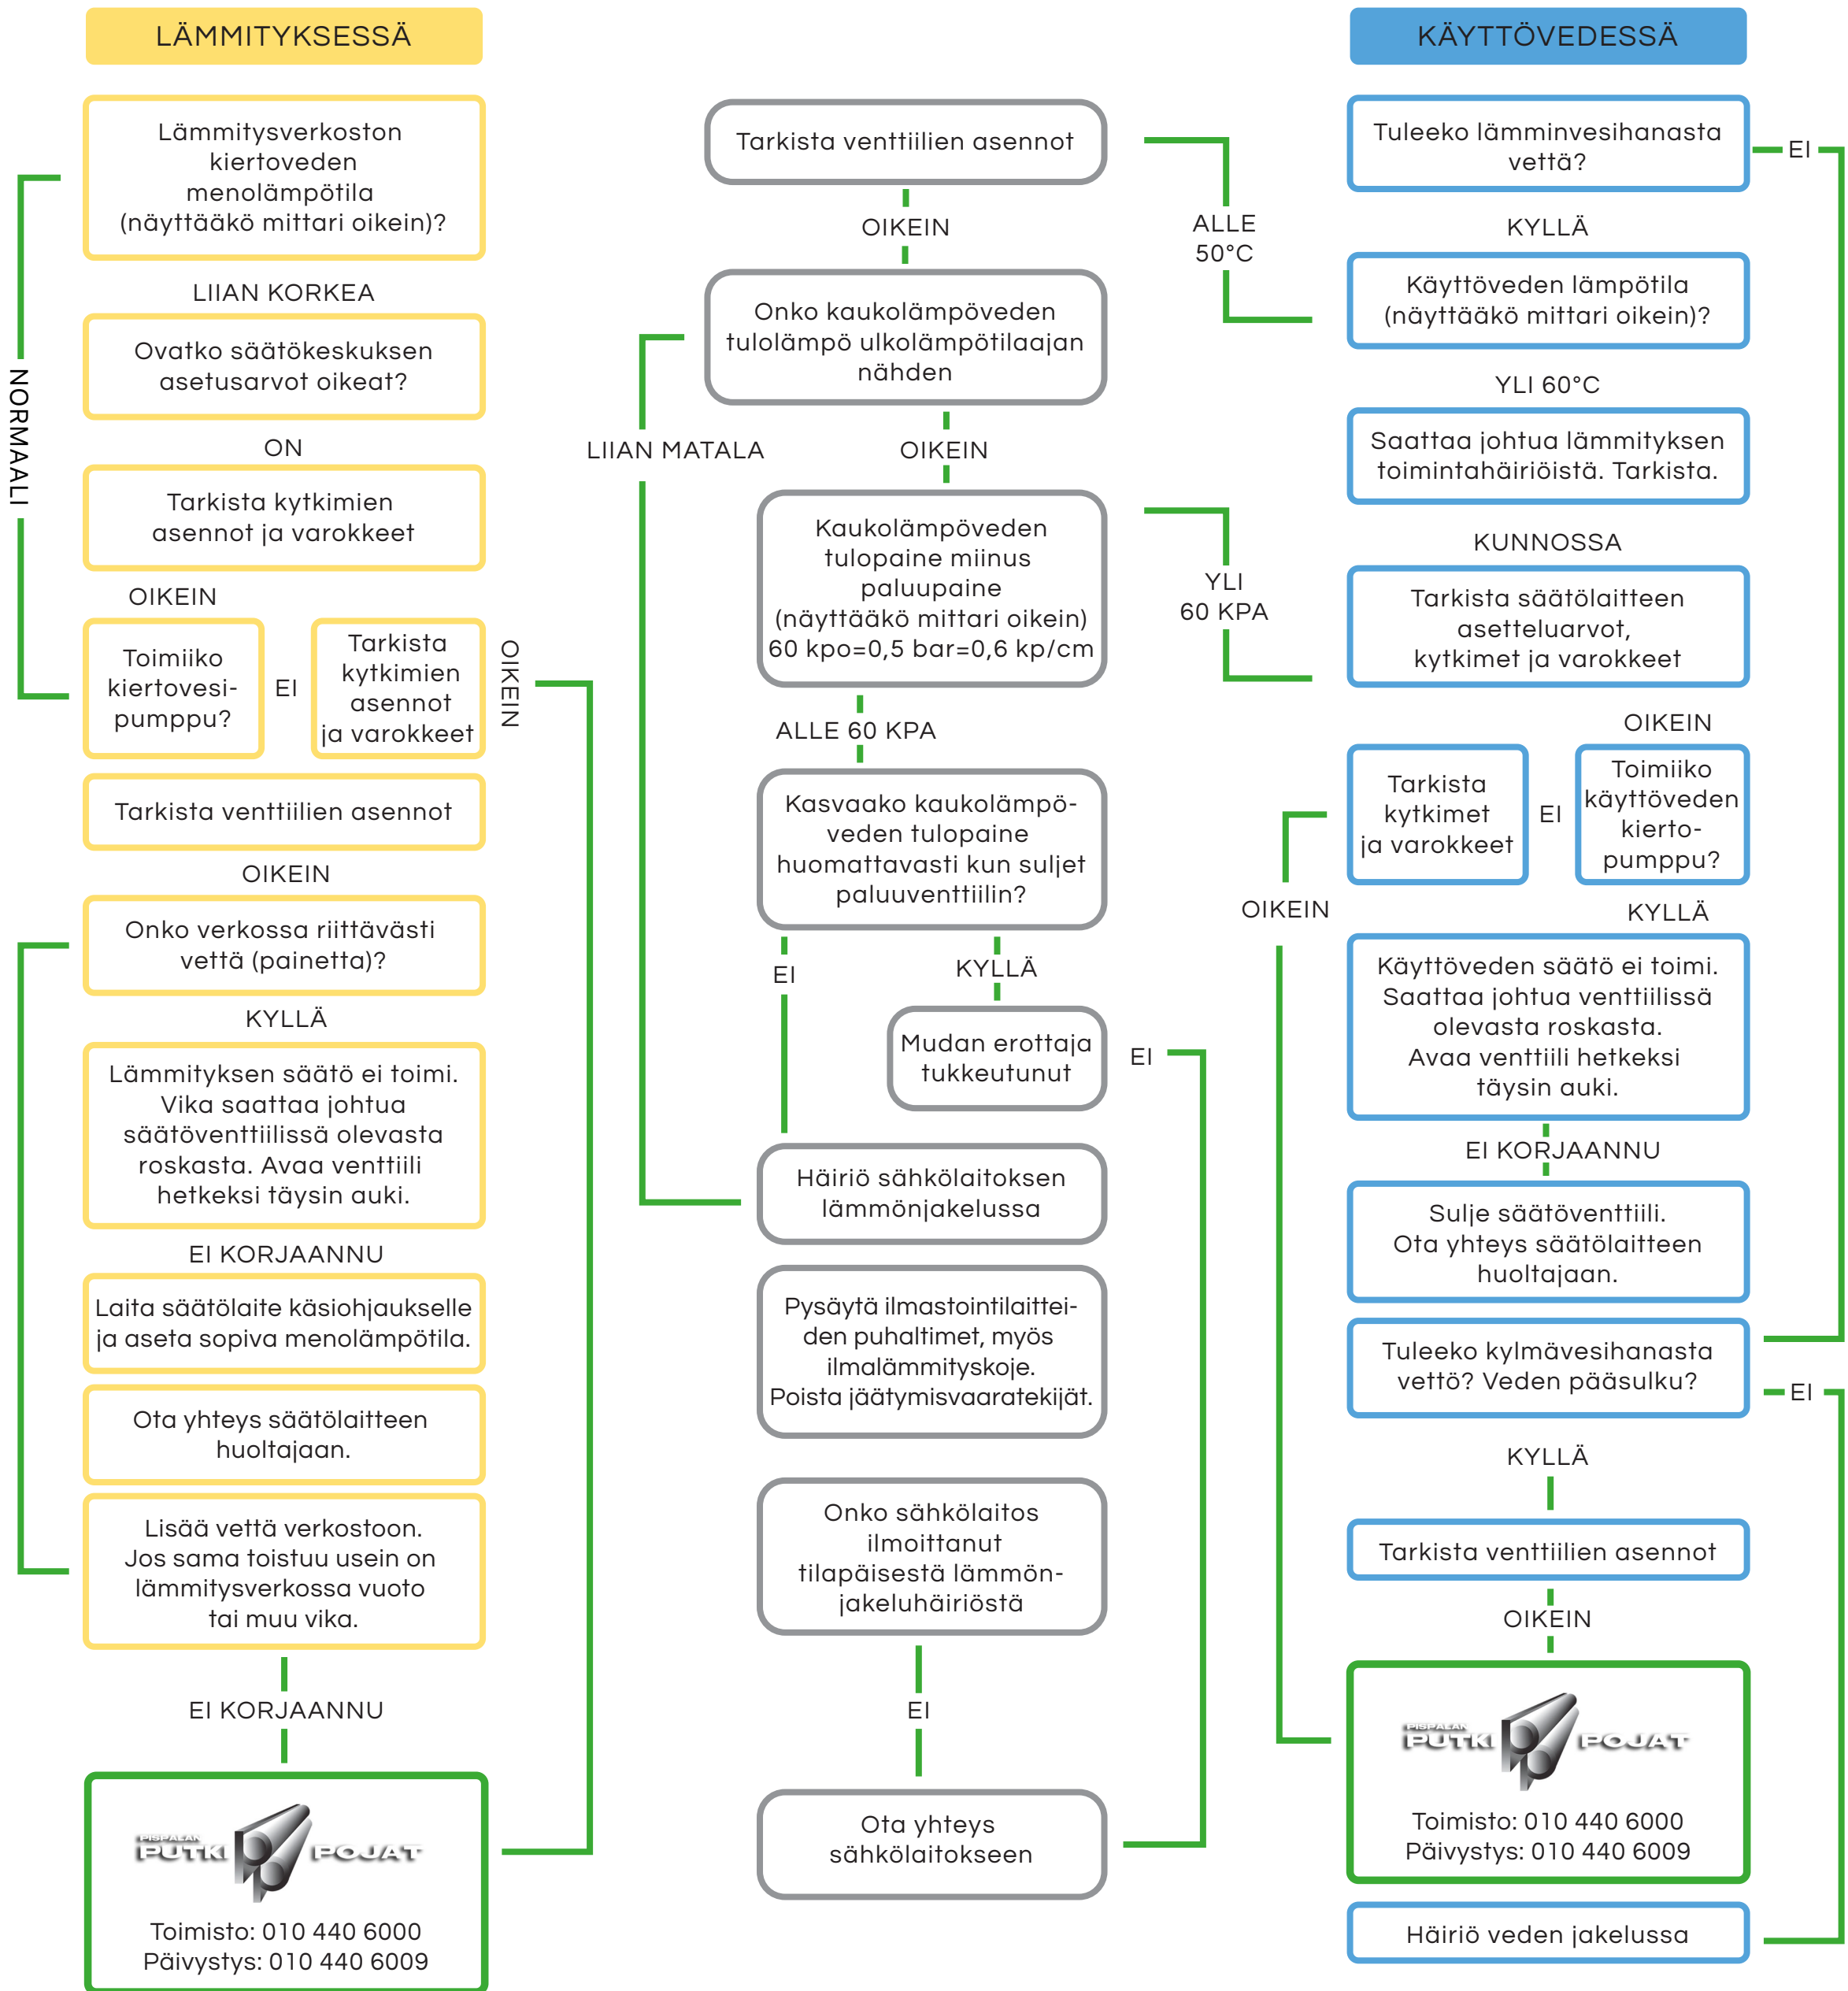 LÄMMITYKSESSÄ
Lämmitysverkoston
kiertoveden
menolämpötila
(näyttääkö mittari oikein)?
LIIAN KORKEA
Ovatko säätökeskuksen
asetusarvot oikeat?
NORMAALI
ON
Tarkista kytkimien
asennot ja varokkeet
OIKEIN
Toimiiko
kiertovesi-
pumppu?
EI
Tarkista
kytkimien
asennot
ja varokkeet
OIKEIN
Tarkista venttiilien asennot
OIKEIN
Onko verkossa riittävästi
vettä (painetta)?
KYLLÄ
Lämmityksen säätö ei toimi.
Vika saattaa johtua
säätöventtiilissä olevasta
roskasta. Avaa venttiili
hetkeksi täysin auki.
EI KORJAANNU
Laita säätölaite käsiohjaukselle
ja aseta sopiva menolämpötila.
Ota yhteys säätölaitteen
huoltajaan.
Lisää vettä verkostoon.
Jos sama toistuu usein on
lämmitysverkossa vuoto
tai muu vika.
EI KORJAANNU
PISPALAN
PUTKI POJAT
Toimisto: 010 440 6000
Päivystys: 010 440 6009
Tarkista venttiilien asennot
OIKEIN
ALLE
50°C
Onko kaukolämpöveden
tulolämpö ulkolämpötilaajan
nähden
LIIAN MATALA
OIKEIN
Kaukolämpöveden
tulopaine miinus
paluupaine
(näyttääkö mittari oikein)
60 kpo=0,5 bar=0,6 kp/cm
YLI
60 KPA
ALLE 60 KPA
Kasvaako kaukolämpö-
veden tulopaine
huomattavasti kun suljet
paluuventtiilin?
EI
KYLLÄ
Mudan erottaja
tukkeutunut
EI
Häiriö sähkölaitoksen
lämmönjakelussa
Pysäytä ilmastointilaittei-
den puhaltimet, myös
ilmalämmityskoje.
Poista jäätymisvaaratekijät.
Onko sähkölaitos
ilmoittanut
tilapäisestä lämmön-
jakeluhäiriöstä
EI
Ota yhteys
sähkölaitokseen
KÄYTTÖVEDESSÄ
Tuleeko lämminvesihanasta
vettä?
EI
KYLLÄ
Käyttöveden lämpötila
(näyttääkö mittari oikein)?
YLI 60°C
Saattaa johtua lämmityksen
toimintahäiriöistä. Tarkista.
KUNNOSSA
Tarkista säätölaitteen
asetteluarvot,
kytkimet ja varokkeet
OIKEIN
Tarkista
kytkimet
ja varokkeet
EI
Toimiiko
käyttöveden
kierto-
pumppu?
OIKEIN
KYLLÄ
Käyttöveden säätö ei toimi.
Saattaa johtua venttiilissä
olevasta roskasta.
Avaa venttiili hetkeksi
täysin auki.
EI KORJAANNU
Sulje säätöventtiili.
Ota yhteys säätölaitteen
huoltajaan.
Tuleeko kylmävesihanasta
vettö? Veden pääsulku?
EI
KYLLÄ
Tarkista venttiilien asennot
OIKEIN
PISPALAN
PUTKI POJAT
Toimisto: 010 440 6000
Päivystys: 010 440 6009
Häiriö veden jakelussa